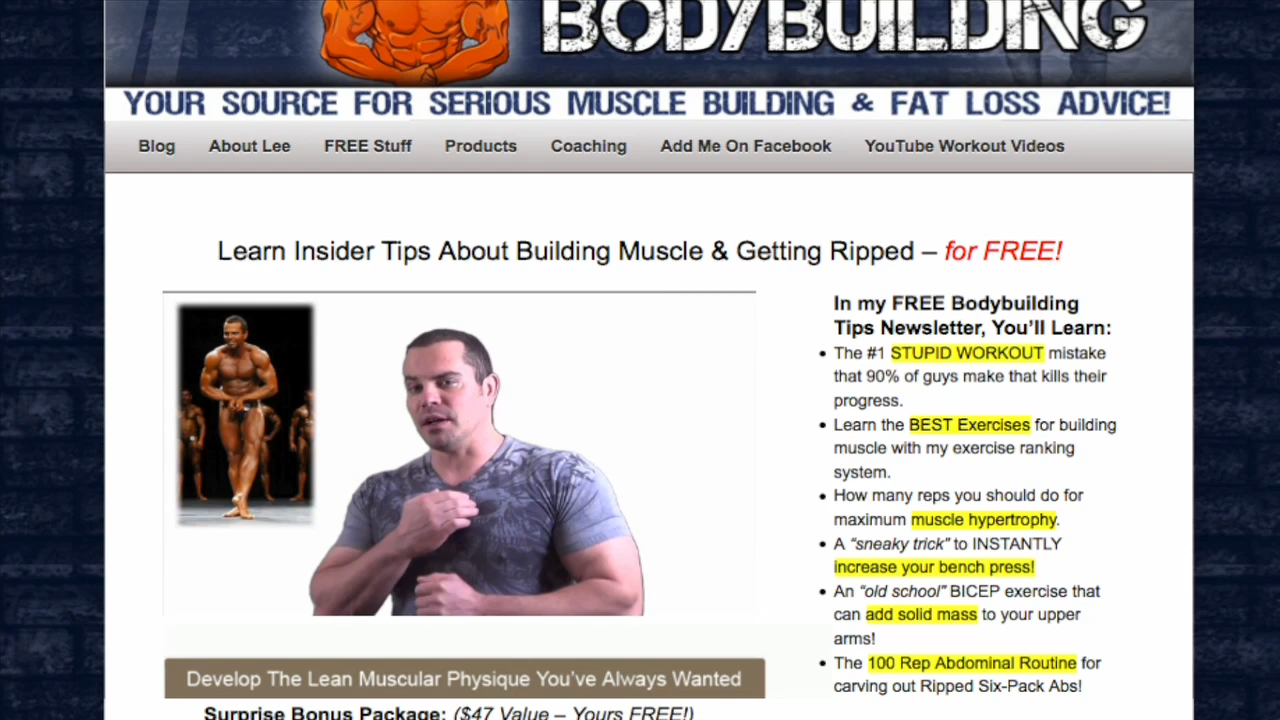 BODYBUILDING
YOUR SOURCE FOR SERIOUS MUSCLE BUILDING & FAT LOSS ADVICE!
Blog About Lee FREE Stuff Products Coaching Add Me On Facebook YouTube Workout Videos
Learn Insider Tips About Building Muscle & Getting Ripped – for FREE!
In my FREE Bodybuilding
Tips Newsletter, You'll Learn:
• The #1 STUPID WORKOUT mistake
that 90% of guys make that kills their
progress.
• Learn the BEST Exercises for building
muscle with my exercise ranking
system.
• How many reps you should do for
maximum muscle hypertrophy.
• A "sneaky trick" to INSTANTLY
increase your bench press!
• An "old school" BICEP exercise that
can add solid mass to your upper
arms!
• The 100 Rep Abdominal Routine for
carving out Ripped Six-Pack Abs!
Develop The Lean Muscular Physique You've Always Wanted
Surprise Bonus Package: ($47 Value – Yours FREE!)